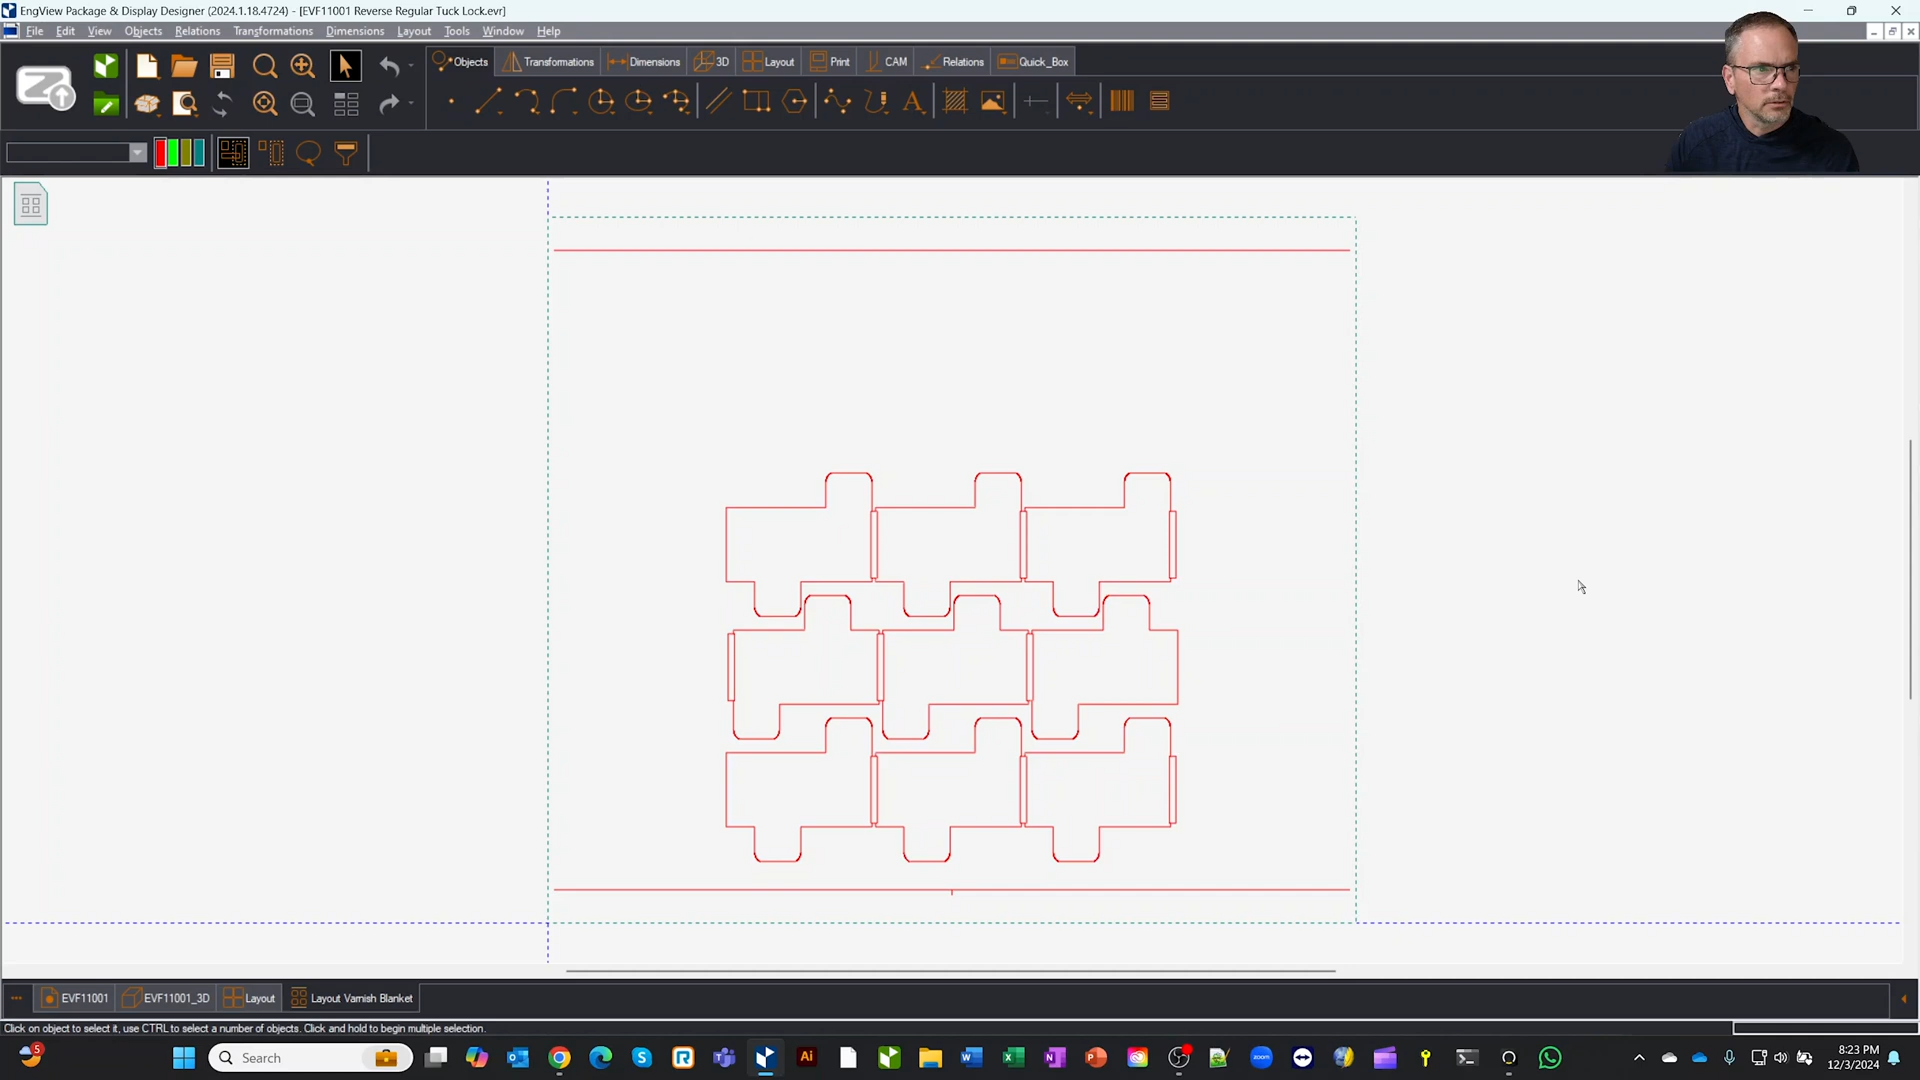 EngView Package & Display Designer (2024.1.18.4724) - [EVF11001 Reverse Regular Tuck Lock.evr]
File Edit View Objects Relations Transformations Dimensions Layout Tools Window Help
Objects Transformations Dimensions 3D Layout Print CAM Relations Quick_Box
EVF11001 EVF11001_3D Layout Layout Varnish Blanket
Click on object to select it, use CTRL to select a number of objects. Click and hold to begin multiple selection.
5
Search
Ai
zoom
8:23 PM
12/3/2024